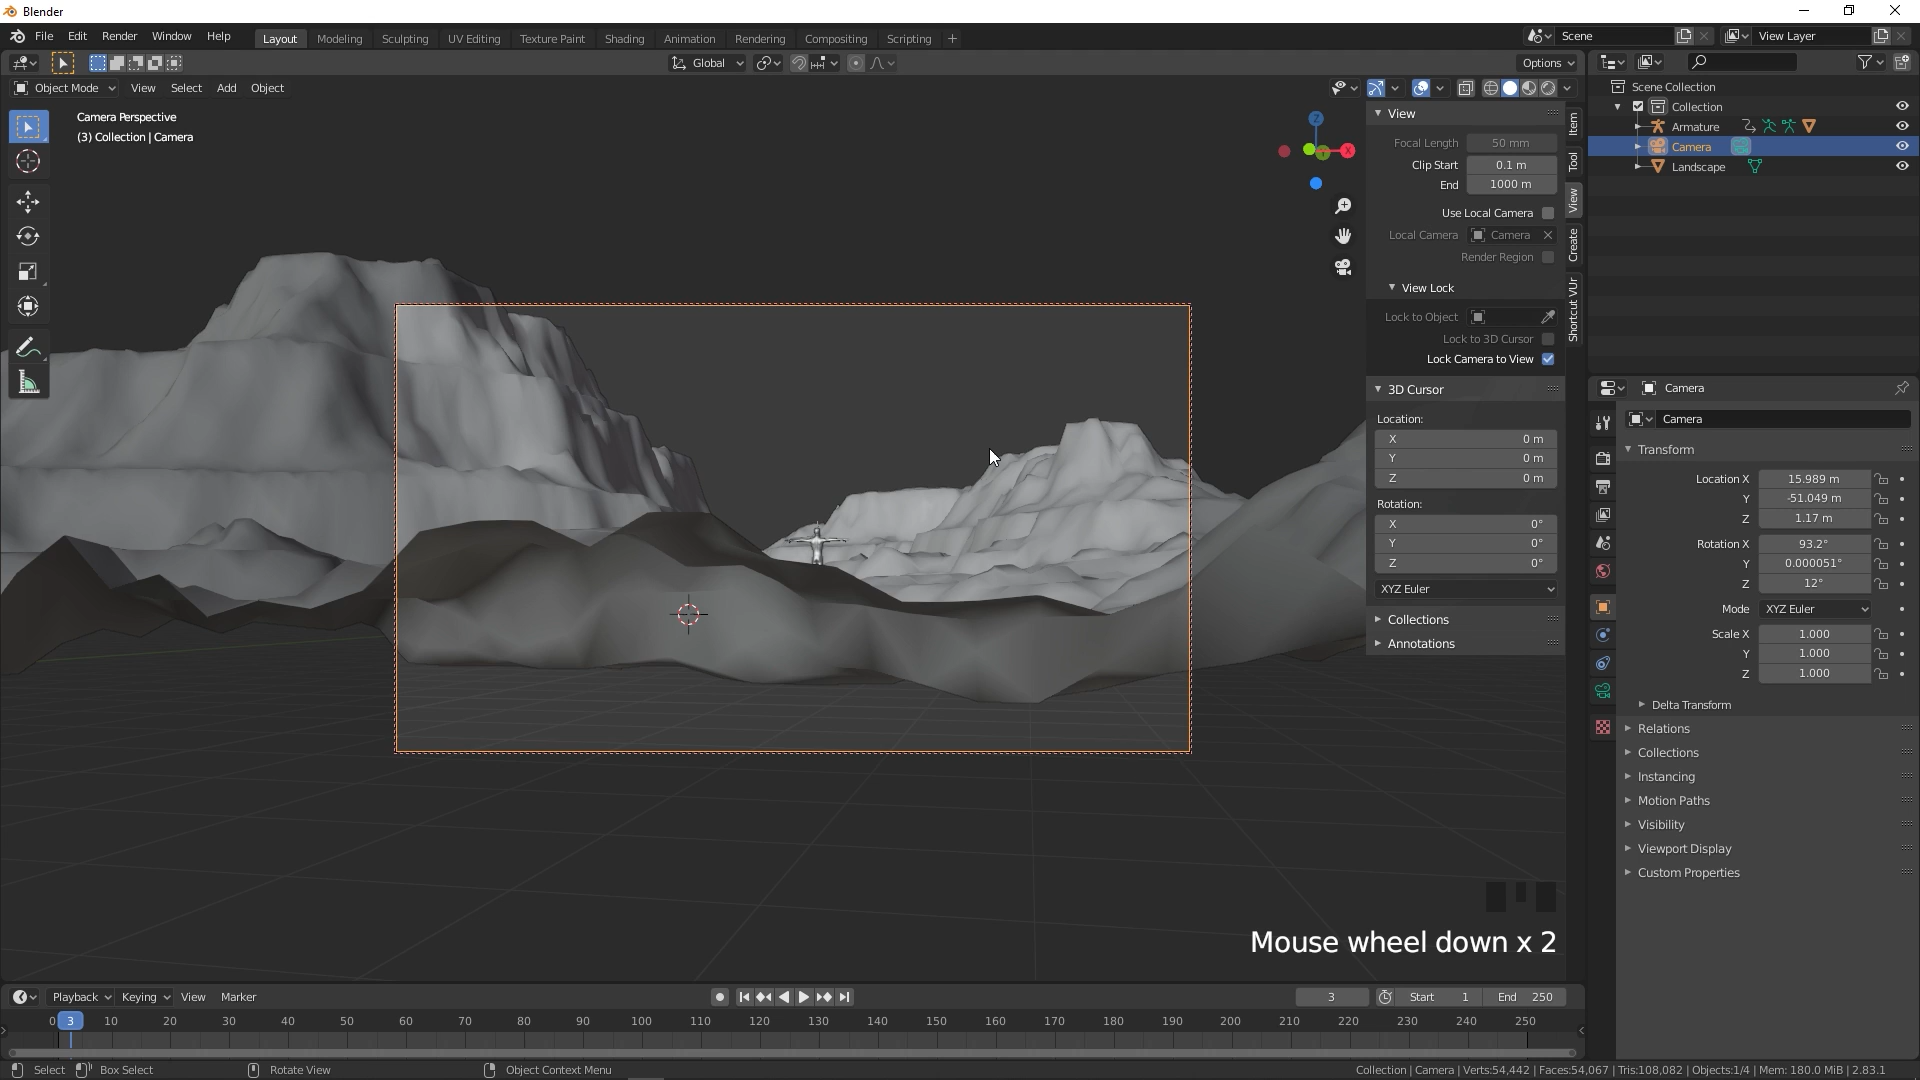 Blender
File Edit Render Window Help Layout Modeling Sculpting UV Editing Texture Paint Shading Animation Rendering Compositing Scripting + Scene View Layer
Global Options
Object Mode View Select Add Object
Camera Perspective
(3) Collection | Camera
Z
X
View
Focal Length 50 mm
Clip Start 0.1 m
End 1000 m
Use Local Camera
Local Camera Camera
Render Region
View Lock
Lock to Object
Lock to 3D Cursor
Lock Camera to View
3D Cursor
Location:
X 0 m
Y 0 m
Z 0 m
Rotation:
X 0°
Y 0°
Z 0°
XYZ Euler
Collections
Annotations
Item
Tool
View
Create
Shortcut VUr
Scene Collection
Collection
Armature
Camera
Landscape
Camera
Camera
Transform
Location X 15.989 m
Y -51.049 m
Z 1.17 m
Rotation X 93.2°
Y 0.000051°
Z 12°
Mode XYZ Euler
Scale X 1.000
Y 1.000
Z 1.000
Delta Transform
Relations
Collections
Instancing
Motion Paths
Visibility
Viewport Display
Custom Properties
Mouse wheel down x 2
Playback Keying View Marker 3 Start 1 End 250
0 3 10 20 30 40 50 60 70 80 90 100 110 120 130 140 150 160 170 180 190 200 210 220 230 240 250
Select Box Select Rotate View Object Context Menu Collection | Camera | Verts:54,442 | Faces:54,067 | Tris:108,082 | Objects:1/4 | Mem: 180.0 MiB | 2.83.1